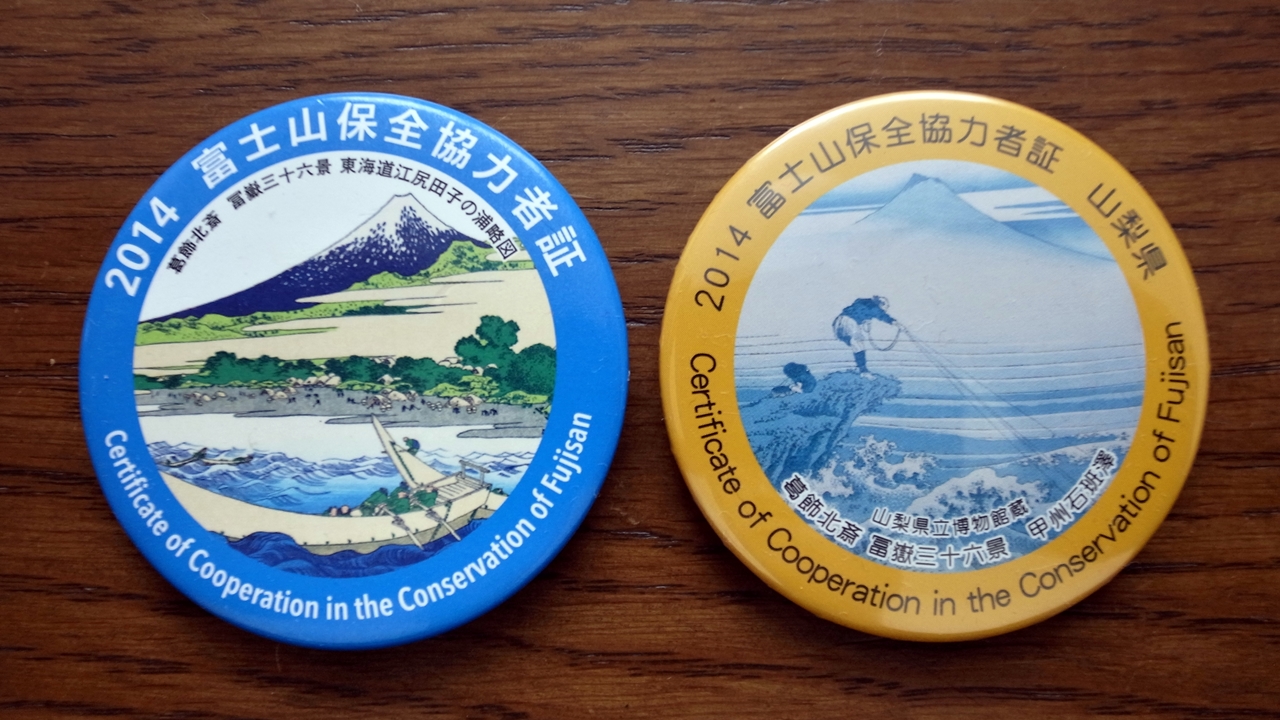 2014 富士山保全協力者証
葛飾北斎 冨嶽三十六景 東海道江尻田子の浦略図
Certificate of Cooperation in the Conservation of Fujisan
2014 富士山保全協力者証 山梨県
山梨県立博物館蔵
葛飾北斎 冨嶽三十六景 甲州石班澤
Certificate of Cooperation in the Conservation of Fujisan